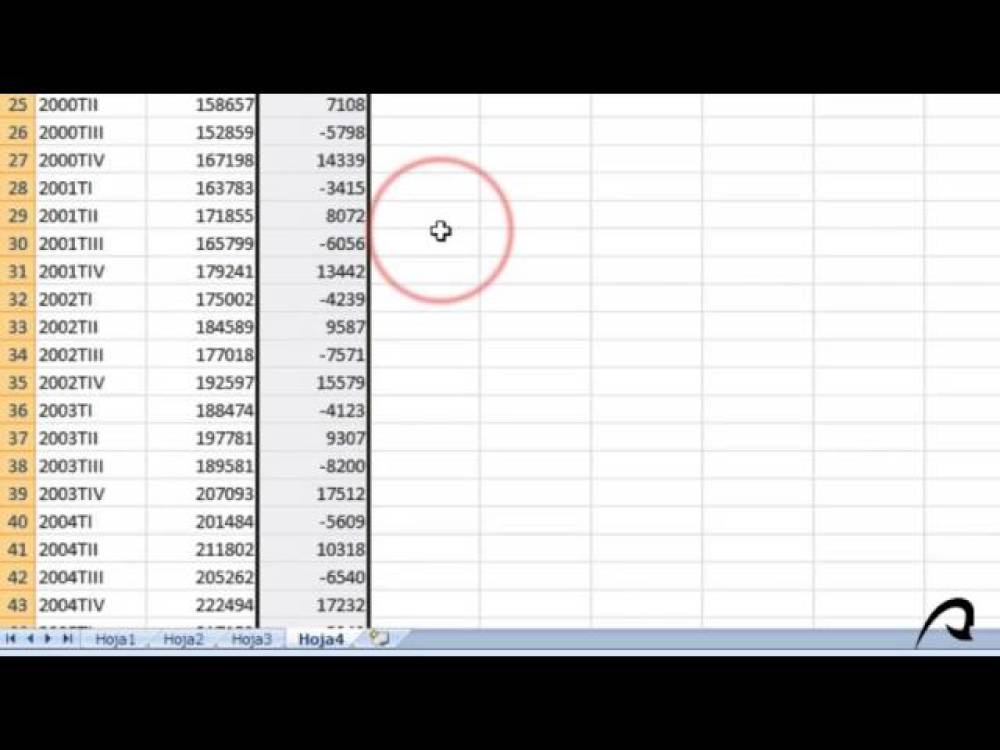 25 2000TII 158657 7108
26 2000TIII 152859 -5798
27 2000TIV 167198 14339
28 2001TI 163783 -3415
29 2001TII 171855 8072
30 2001TIII 165799 -6056
31 2001TIV 179241 13442
32 2002TI 175002 -4239
33 2002TII 184589 9587
34 2002TIII 177018 -7571
35 2002TIV 192597 15579
36 2003TI 188474 -4123
37 2003TII 197781 9307
38 2003TIII 189581 -8200
39 2003TIV 207093 17512
40 2004TI 201484 -5609
41 2004TII 211802 10318
42 2004TIII 205262 -6540
43 2004TIV 222494 17232
Hoja1 Hoja2 Hoja3 Hoja4